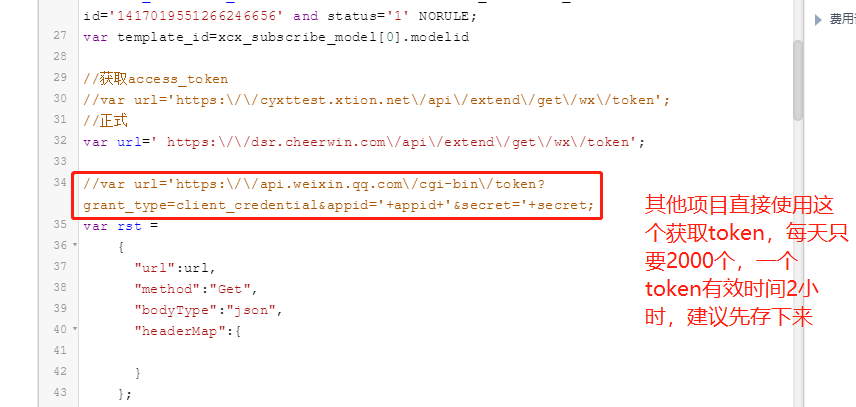 id='1417019551266246656' and status='1' NORULE;
27 var template_id=xcx_subscribe_model[0].modelid
28
29 //获取access_token
30 //var url='https:\/\/cyxttest.xtion.net\/api\/extend\/get\/wx\/token';
31 //正式
32 var url=' https:\/\/dsr.cheerwin.com\/api\/extend\/get\/wx\/token';
33
34 //var url='https:\/\/api.weixin.qq.com\/cgi-bin\/token?
grant_type=client_credential&appid='+appid+'&secret='+secret;
35 var rst =
36 {
37 "url":url,
38 "method":"Get",
39 "bodyType":"json",
40 "headerMap":{
41
42 }
43 };
费用
其他项目直接使用这
个获取token，每天只
要2000个，一个
token有效时间2小
时，建议先存下来